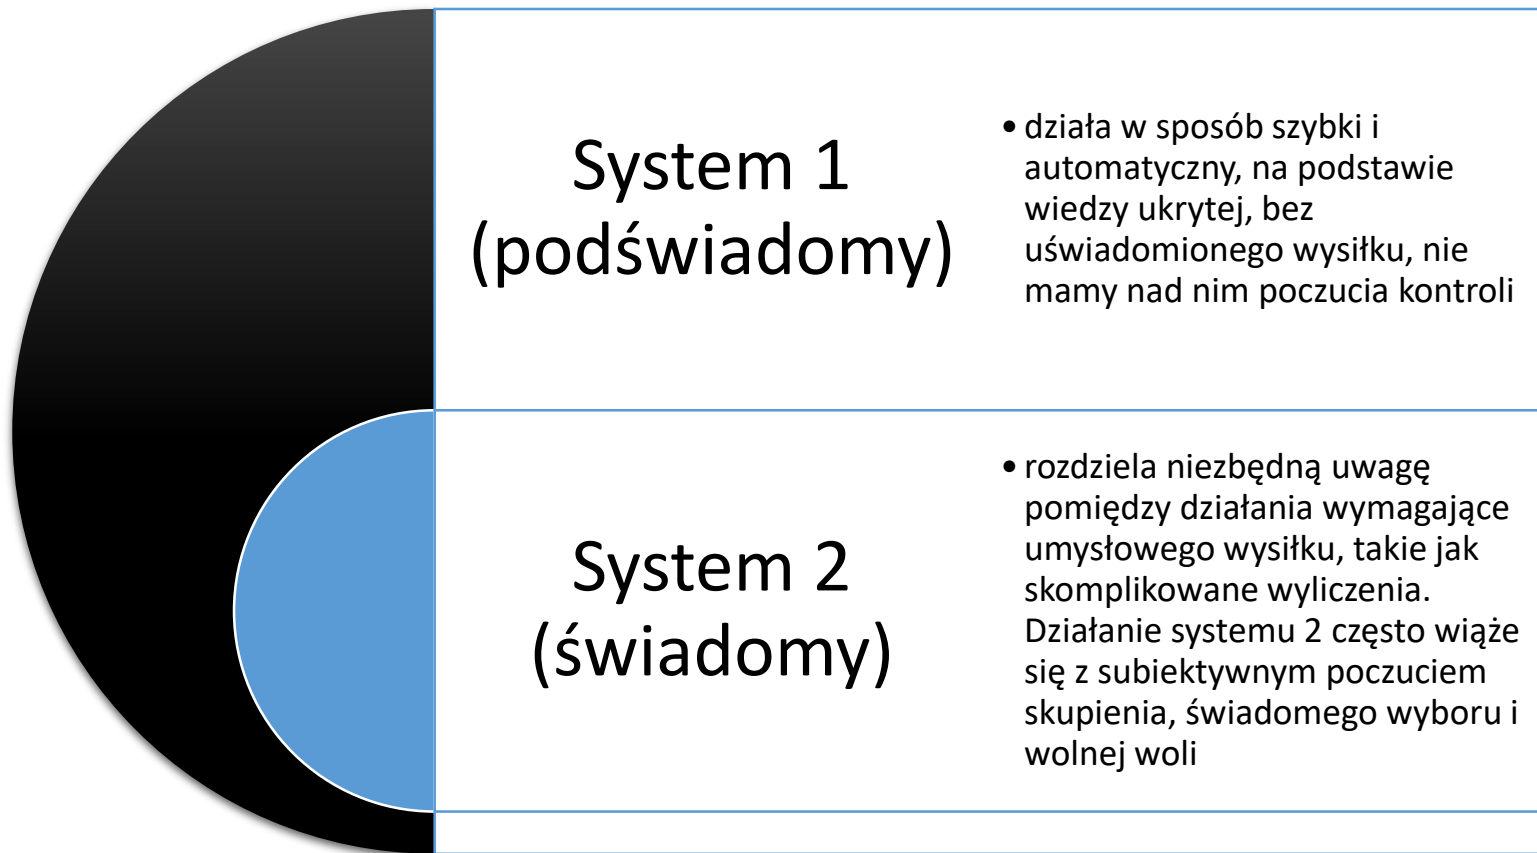 System 1
(podświadomy)
• działa w sposób szybki i
automatyczny, na podstawie
wiedzy ukrytej, bez
uświadomionego wysiłku, nie
mamy nad nim poczucia kontroli
System 2
(świadomy)
• rozdziela niezbędną uwagę
pomiędzy działania wymagające
umysłowego wysiłku, takie jak
skomplikowane wyliczenia.
Działanie systemu 2 często wiąże
się z subiektywnym poczuciem
skupienia, świadomego wyboru i
wolnej woli